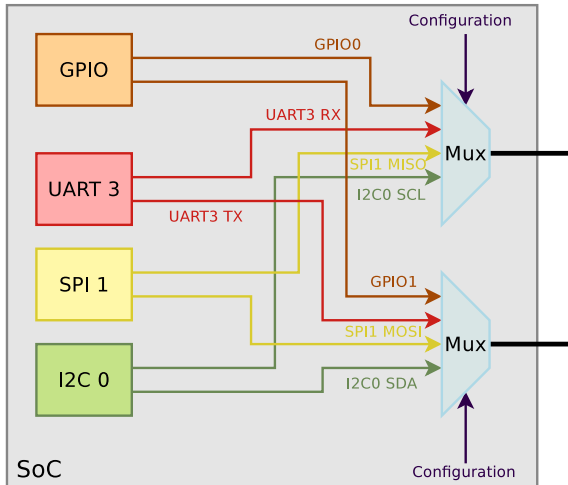 Configuration
GPIO0
GPIO
UART3 RX
Mux
SPI1 MISO
UART 3
I2C0 SCL
UART3 TX
SPI 1
GPIO1
SPI1 MOSI
Mux
I2C 0
I2C0 SDA
SoC
Configuration